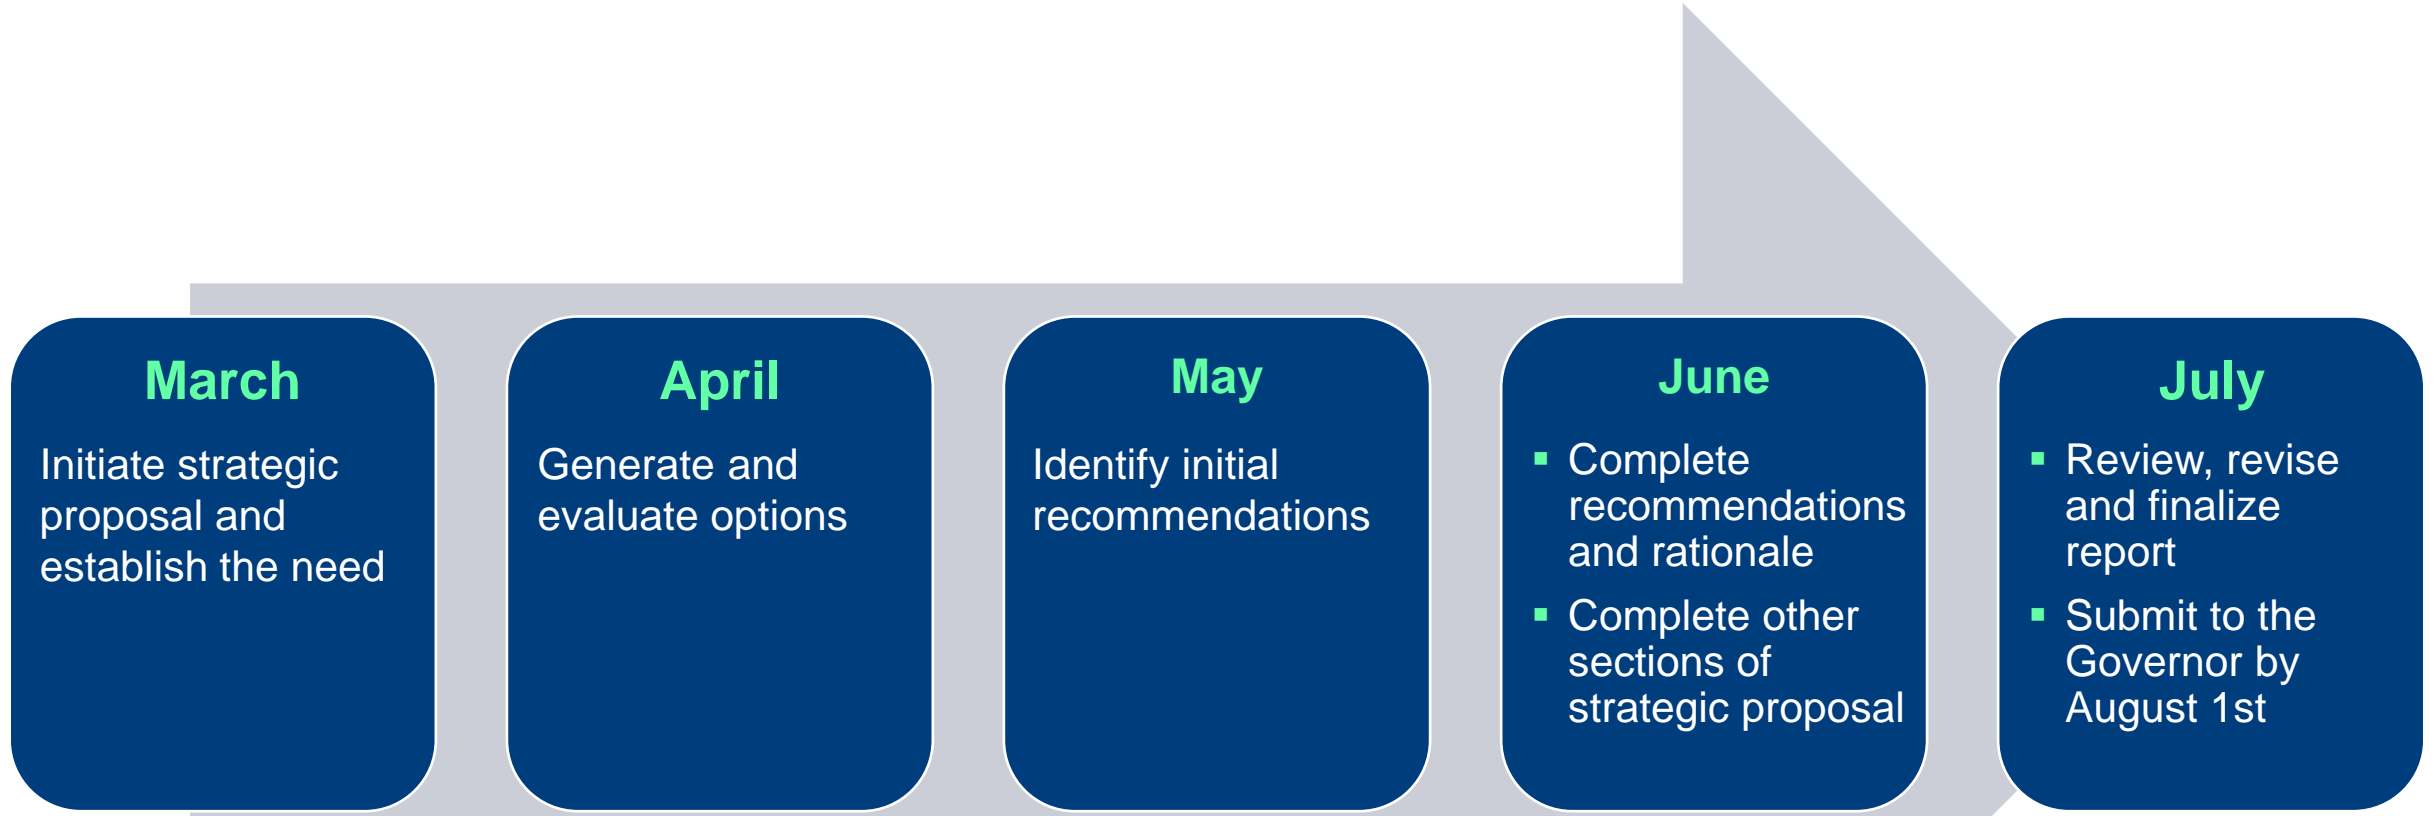 March
Initiate strategic
proposal and
establish the need
April
Generate and
evaluate options
May
Identify initial
recommendations
June
▪ Complete
recommendations
and rationale
▪ Complete other
sections of
strategic proposal
July
▪ Review, revise
and finalize
report
▪ Submit to the
Governor by
August 1st